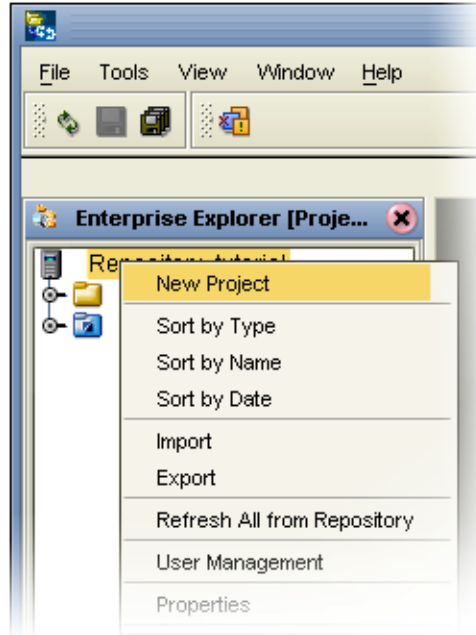 File Tools View Window Help
Enterprise Explorer [Proje...
New Project
Sort by Type
Sort by Name
Sort by Date
Import
Export
Refresh All from Repository
User Management
Properties